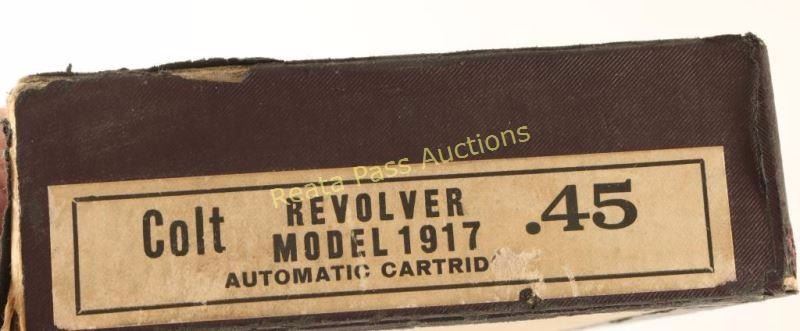 Reata Pass Auctions
Colt REVOLVER MODEL 1917 .45
AUTOMATIC CARTRID